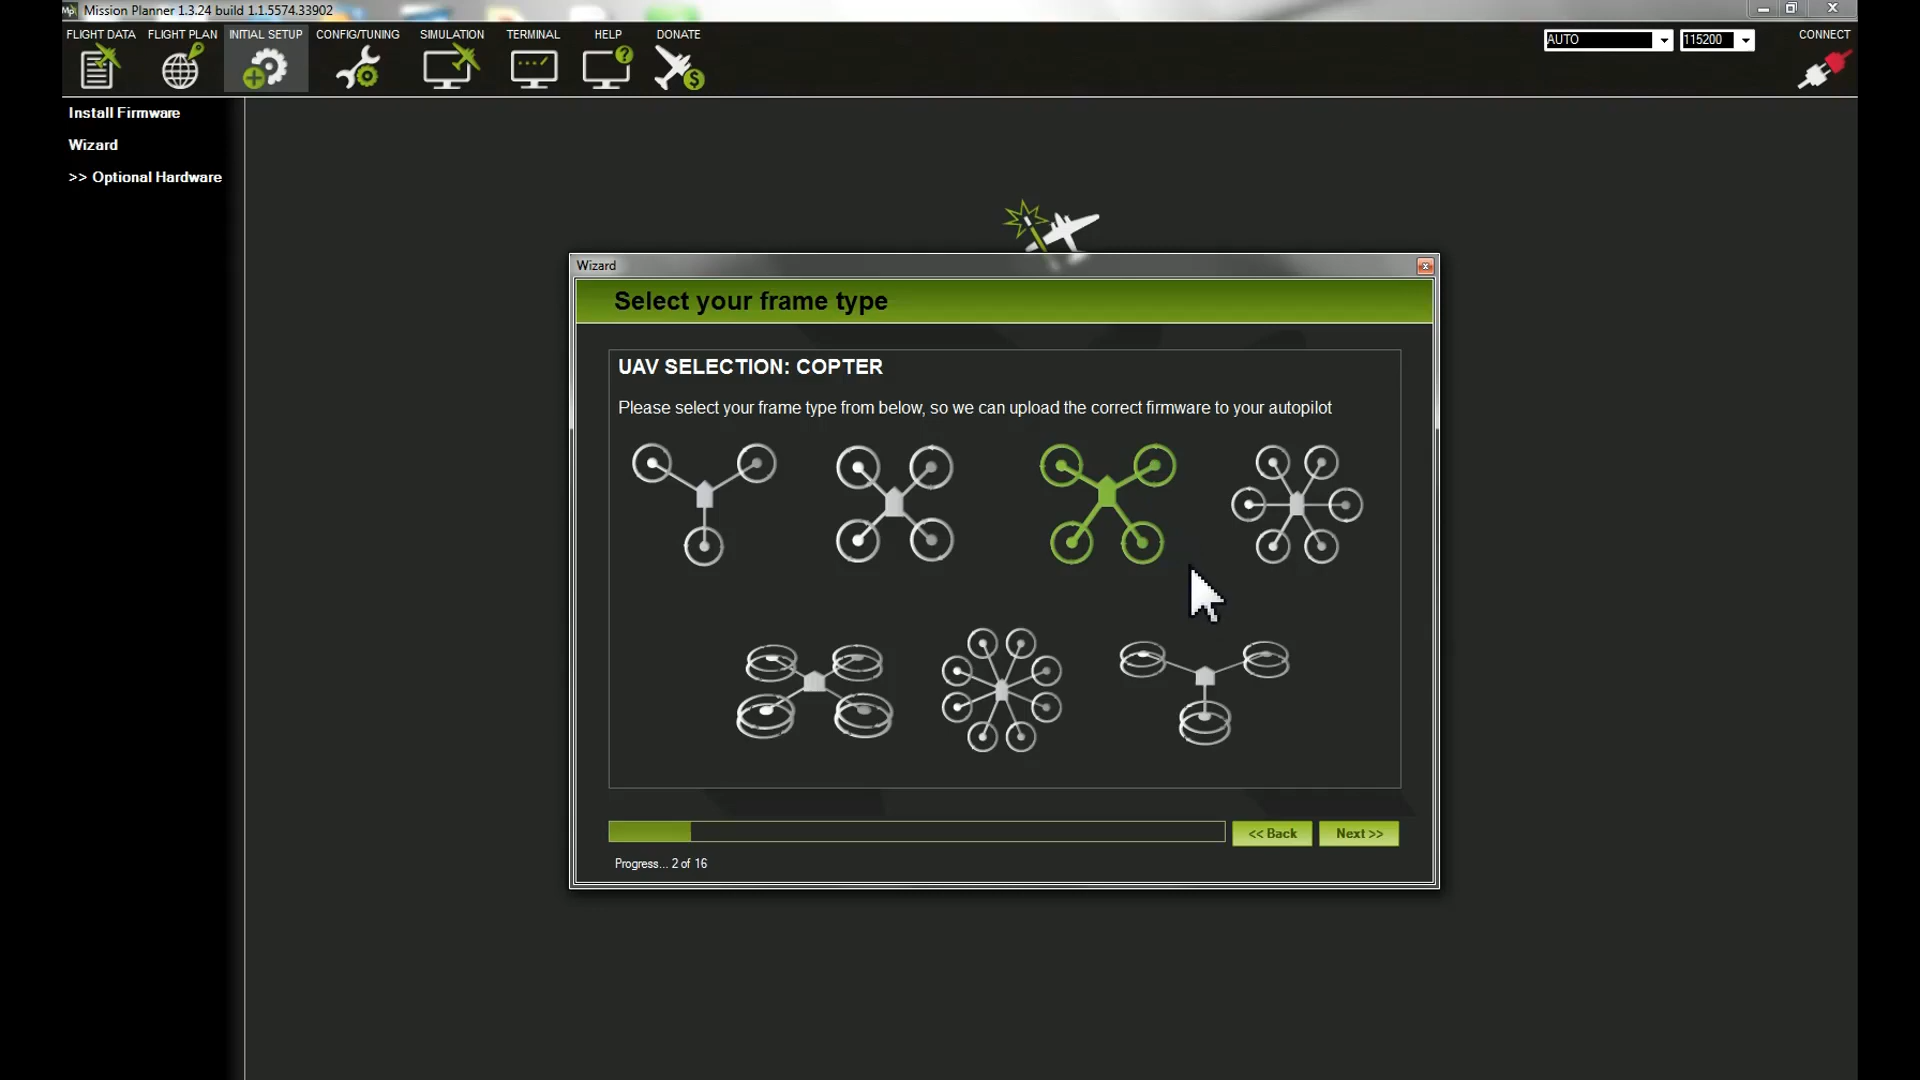 Mission Planner 1.3.24 build 1.1.5574.33902
FLIGHT DATA FLIGHT PLAN INITIAL SETUP CONFIG/TUNING SIMULATION TERMINAL HELP DONATE
AUTO 115200 CONNECT
Install Firmware
Wizard
>> Optional Hardware
Wizard
Select your frame type
UAV SELECTION: COPTER
Please select your frame type from below, so we can upload the correct firmware to your autopilot
<< Back Next >>
Progress... 2 of 16